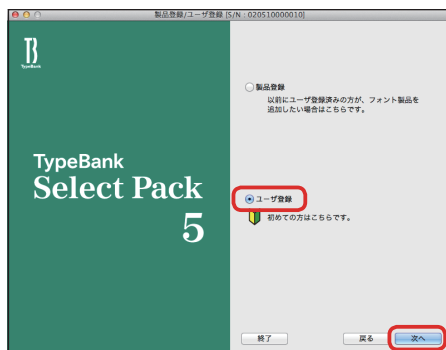 製品登録/ユーザ登録 [S/N : 020510000010]
TB
TypeBank
製品登録
以前にユーザ登録済みの方が、フォント製品を
追加したい場合はこちらです。
TypeBank
Select Pack
5
ユーザ登録
初めての方はこちらです。
終了
戻る
次へ